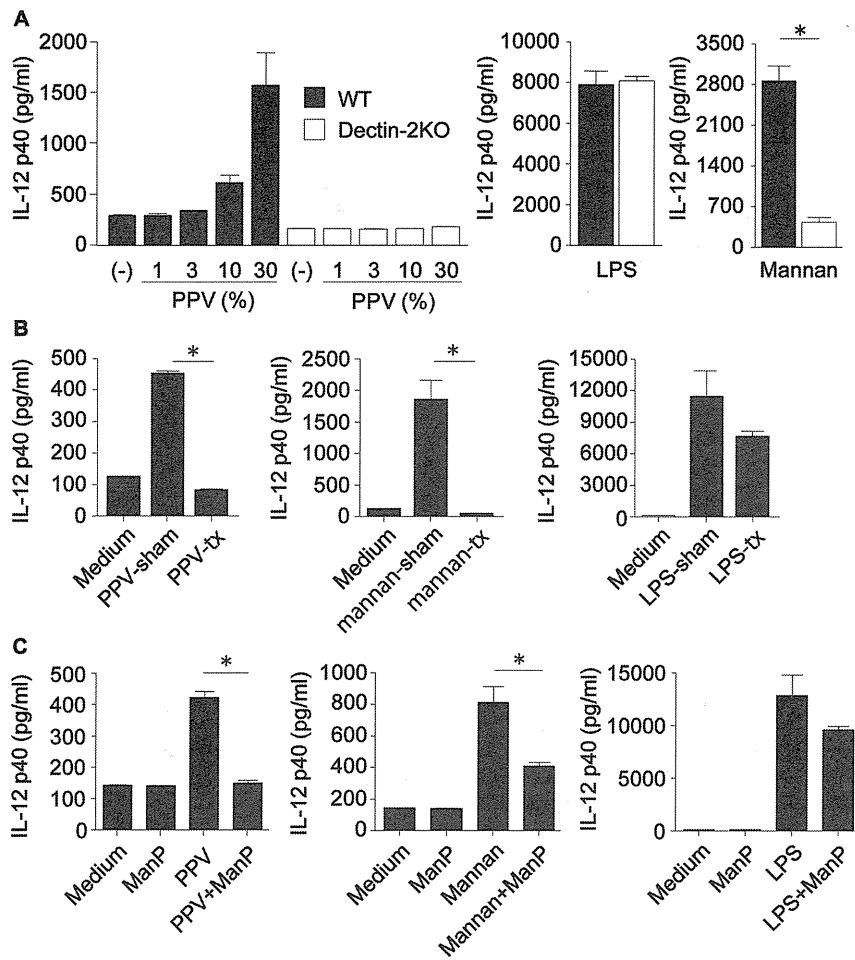 A
IL-12 p40 (pg/ml)
2000
1500
1000
500
0
WT
Dectin-2KO
(-) 1 3 10 30 (-) 1 3 10 30
PPV (%) PPV (%)
IL-12 p40 (pg/ml)
10000
8000
6000
4000
2000
0
LPS
IL-12 p40 (pg/ml)
3500
2800
2100
1400
700
0
*
Mannan
B
IL-12 p40 (pg/ml)
500
400
300
200
100
0
*
Medium
PPV-sham
PPV-tx
IL-12 p40 (pg/ml)
2500
2000
1500
1000
500
0
*
Medium
mannan-sham
mannan-tx
IL-12 p40 (pg/ml)
15000
12000
9000
6000
3000
0
Medium
LPS-sham
LPS-tx
C
IL-12 p40 (pg/ml)
500
400
300
200
100
0
*
Medium
ManP
PPV
PPV+ManP
IL-12 p40 (pg/ml)
1000
800
600
400
200
0
*
Medium
ManP
Mannan
Mannan+ManP
IL-12 p40 (pg/ml)
15000
10000
5000
0
Medium
ManP
LPS
LPS+ManP